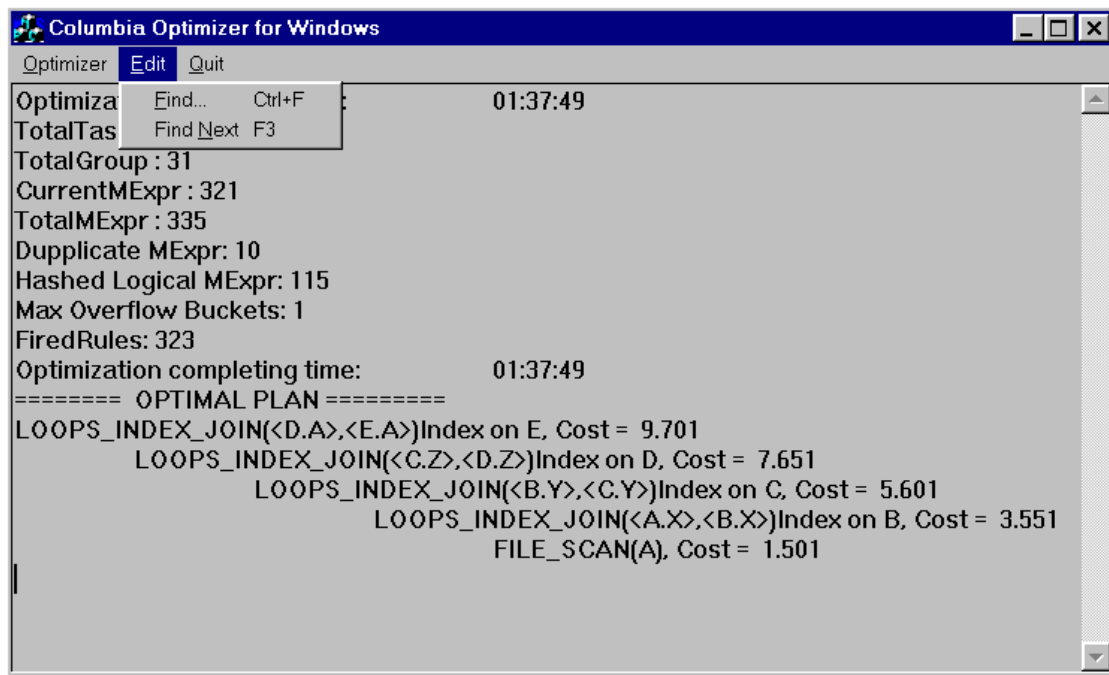 Columbia Optimizer for Windows
Optimizer Edit Quit
Find... Ctrl+F
Find Next F3
Optimiza : 01:37:49
TotalTas
TotalGroup : 31
CurrentMExpr : 321
TotalMExpr : 335
Dupplicate MExpr: 10
Hashed Logical MExpr: 115
Max Overflow Buckets: 1
FiredRules: 323
Optimization completing time: 01:37:49
======== OPTIMAL PLAN =========
LOOPS_INDEX_JOIN(<D.A>,<E.A>)Index on E, Cost = 9.701
LOOPS_INDEX_JOIN(<C.Z>,<D.Z>)Index on D, Cost = 7.651
LOOPS_INDEX_JOIN(<B.Y>,<C.Y>)Index on C, Cost = 5.601
LOOPS_INDEX_JOIN(<A.X>,<B.X>)Index on B, Cost = 3.551
FILE_SCAN(A), Cost = 1.501